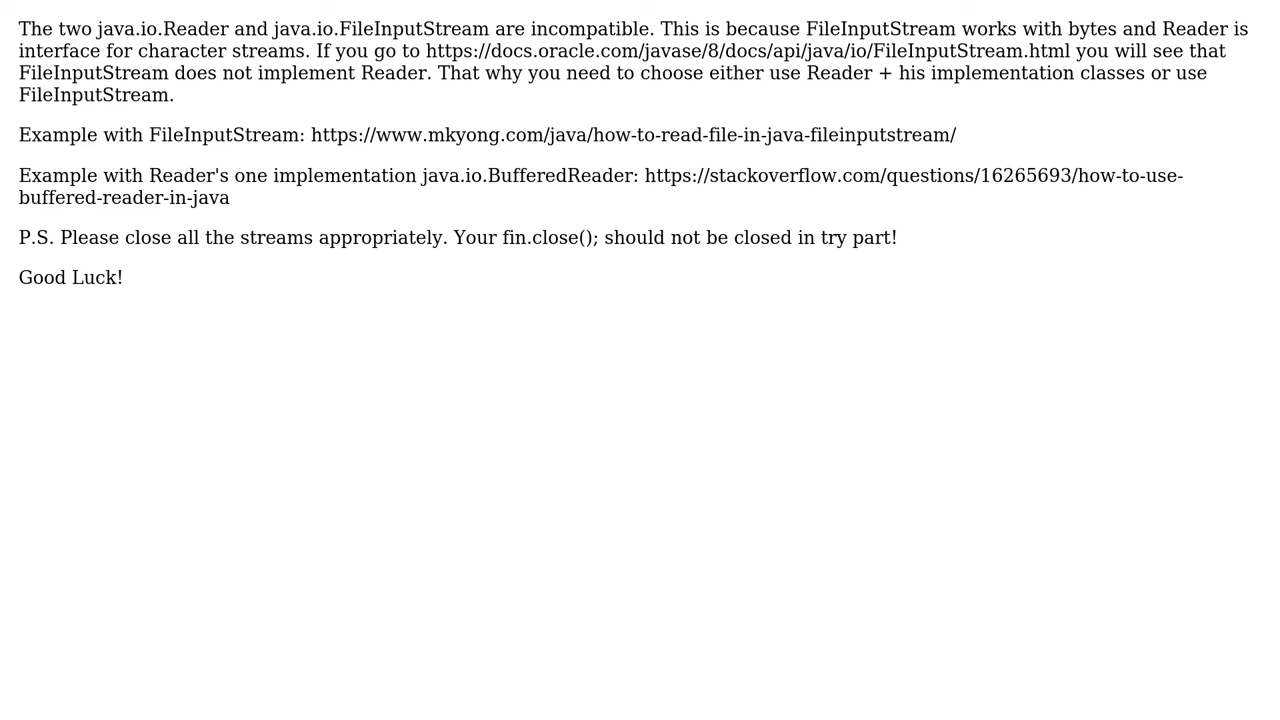 The two java.io.Reader and java.io.FileInputStream are incompatible. This is because FileInputStream works with bytes and Reader is
interface for character streams. If you go to https://docs.oracle.com/javase/8/docs/api/java/io/FileInputStream.html you will see that
FileInputStream does not implement Reader. That why you need to choose either use Reader + his implementation classes or use
FileInputStream.
Example with FileInputStream: https://www.mkyong.com/java/how-to-read-file-in-java-fileinputstream/
Example with Reader's one implementation java.io.BufferedReader: https://stackoverflow.com/questions/16265693/how-to-use-
buffered-reader-in-java
P.S. Please close all the streams appropriately. Your fin.close(); should not be closed in try part!
Good Luck!